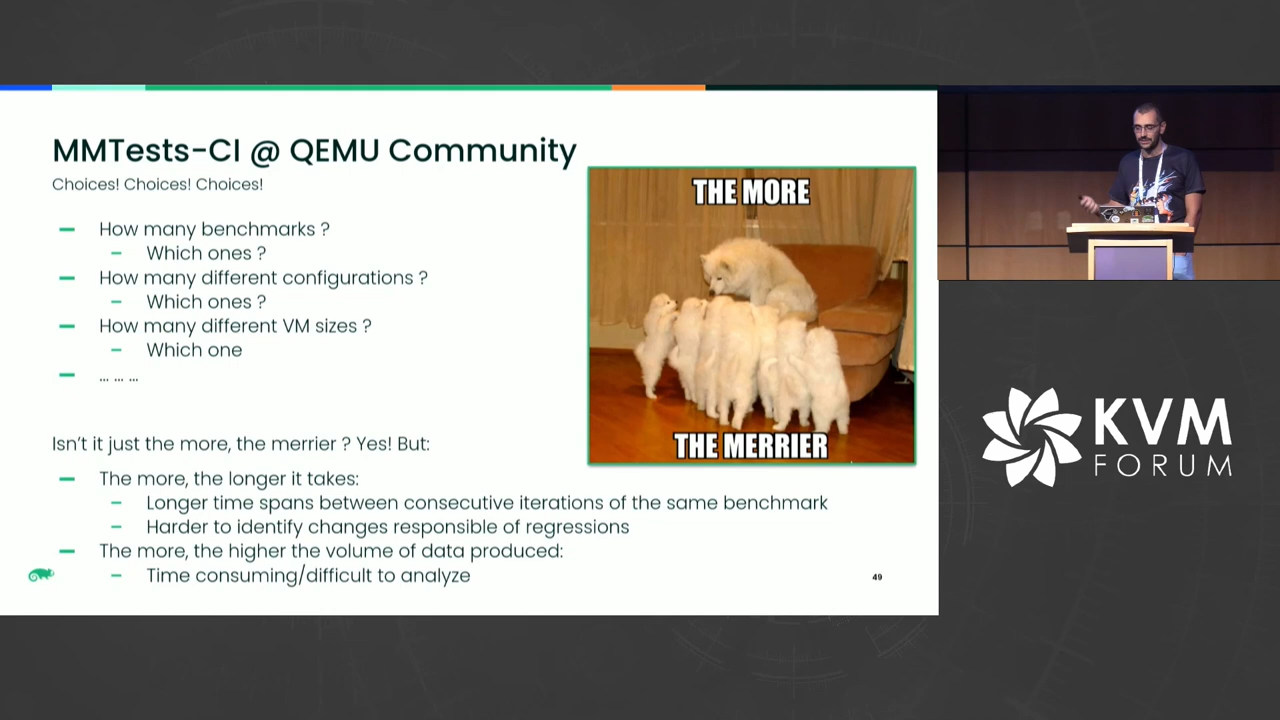 MMTests-CI @ QEMU Community
Choices! Choices! Choices!
How many benchmarks ?
Which ones ?
How many different configurations ?
Which ones ?
How many different VM sizes ?
Which one
... ... ...
THE MORE
THE MERRIER
Isn't it just the more, the merrier ? Yes! But:
The more, the longer it takes:
Longer time spans between consecutive iterations of the same benchmark
Harder to identify changes responsible of regressions
The more, the higher the volume of data produced:
Time consuming/difficult to analyze
49
KVM
FORUM